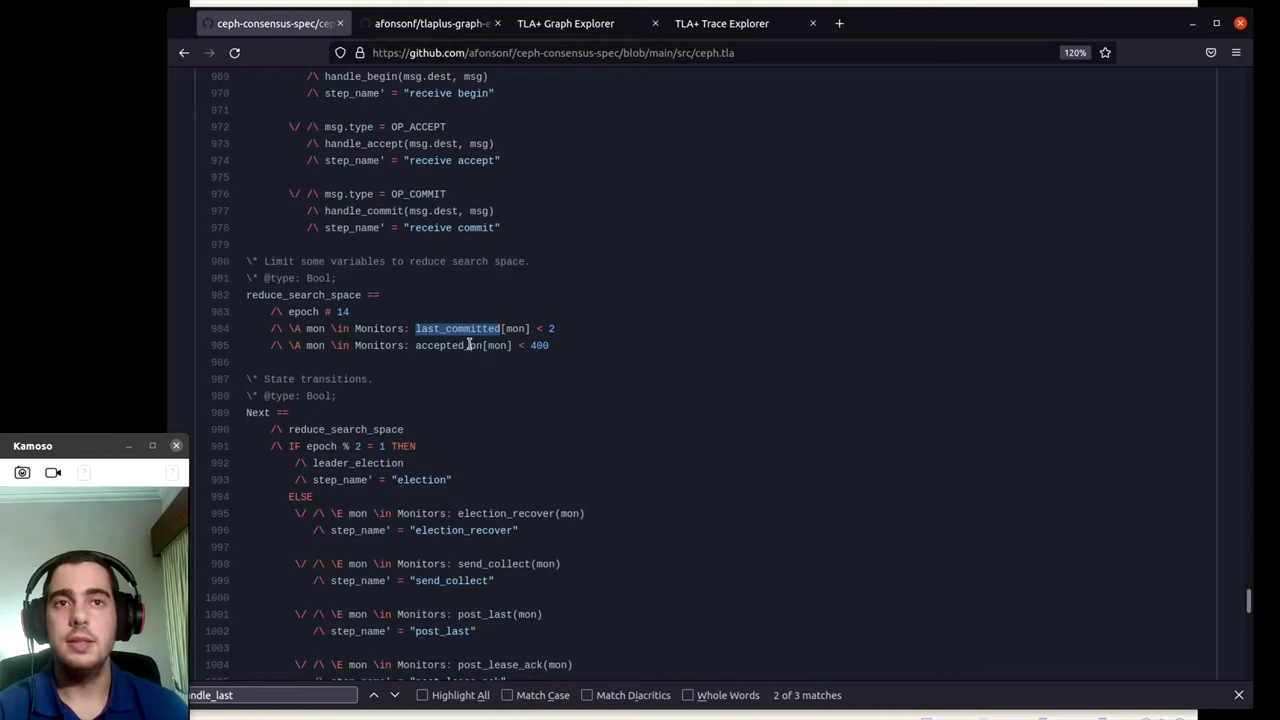 ceph-consensus-spec/cep
afonsonf/tlaplus-graph-e
TLA+ Graph Explorer
TLA+ Trace Explorer
https://github.com/afonsonf/ceph-consensus-spec/blob/main/src/ceph.tla
120%
969 /\ handle_begin(msg.dest, msg)
970 /\ step_name' = "receive begin"
971
972 \/ /\ msg.type = OP_ACCEPT
973 /\ handle_accept(msg.dest, msg)
974 /\ step_name' = "receive accept"
975
976 \/ /\ msg.type = OP_COMMIT
977 /\ handle_commit(msg.dest, msg)
978 /\ step_name' = "receive commit"
979
980 \* Limit some variables to reduce search space.
981 \* @type: Bool;
982 reduce_search_space ==
983 /\ epoch # 14
984 /\ \A mon \in Monitors: last_committed[mon] < 2
985 /\ \A mon \in Monitors: accepted_pn[mon] < 400
986
987 \* State transitions.
988 \* @type: Bool;
989 Next ==
990 /\ reduce_search_space
991 /\ IF epoch % 2 = 1 THEN
992 /\ leader_election
993 /\ step_name' = "election"
994 ELSE
995 \/ /\ \E mon \in Monitors: election_recover(mon)
996 /\ step_name' = "election_recover"
997
998 \/ /\ \E mon \in Monitors: send_collect(mon)
999 /\ step_name' = "send_collect"
1000
1001 \/ /\ \E mon \in Monitors: post_last(mon)
1002 /\ step_name' = "post_last"
1003
1004 \/ /\ \E mon \in Monitors: post_lease_ack(mon)
Kamoso
ndle_last
Highlight All
Match Case
Match Diacritics
Whole Words
2 of 3 matches